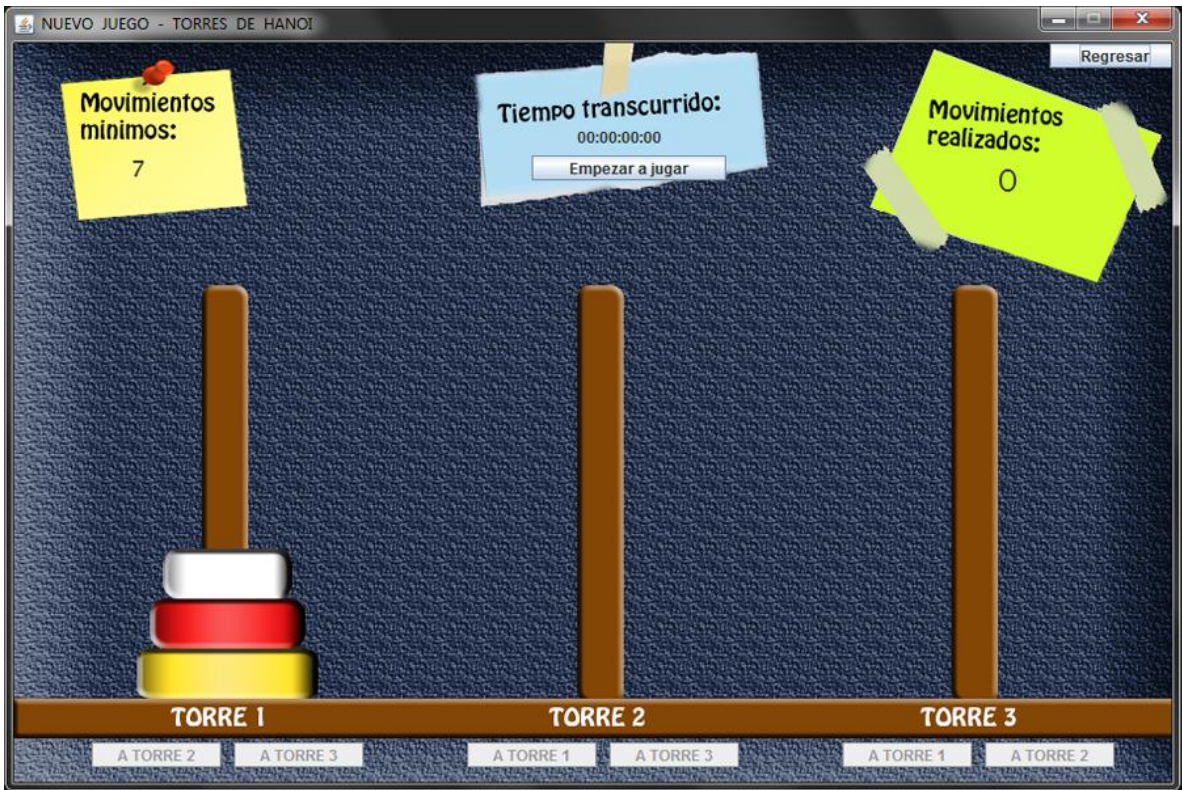 NUEVO JUEGO - TORRES DE HANOI
Regresar
Movimientos
minimos:
7
Tiempo transcurrido:
00:00:00:00
Empezar a jugar
Movimientos
realizados:
0
TORRE 1
TORRE 2
TORRE 3
A TORRE 2
A TORRE 3
A TORRE 1
A TORRE 3
A TORRE 1
A TORRE 2